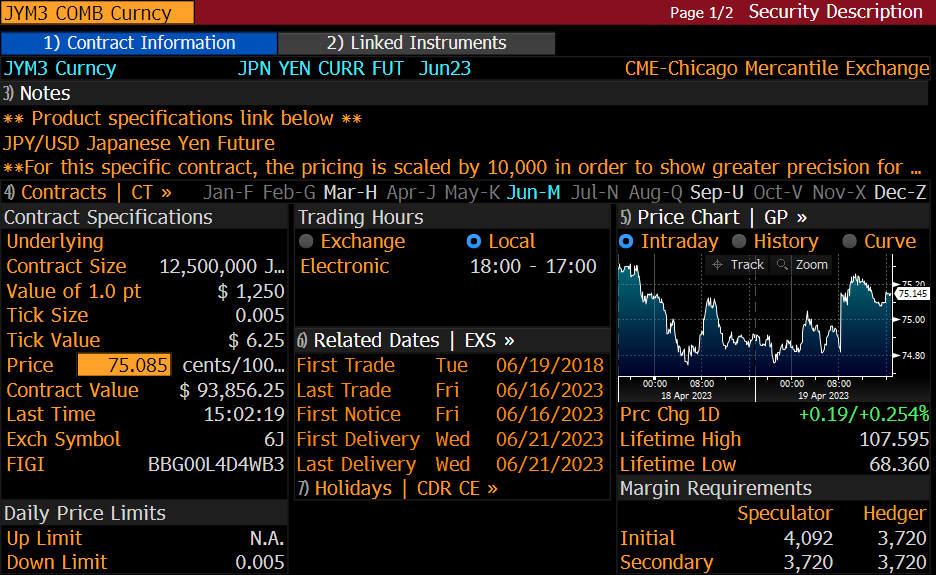 JYM3 COMB Curncy Page 1/2 Security Description
1) Contract Information 2) Linked Instruments
JYM3 Curncy JPN YEN CURR FUT Jun23 CME-Chicago Mercantile Exchange
3) Notes
** Product specifications link below **
JPY/USD Japanese Yen Future
**For this specific contract, the pricing is scaled by 10,000 in order to show greater precision for ...
4) Contracts | CT » Jan-F Feb-G Mar-H Apr-J May-K Jun-M Jul-N Aug-Q Sep-U Oct-V Nov-X Dec-Z
Contract Specifications
Underlying
Contract Size 12,500,000 J...
Value of 1.0 pt $ 1,250
Tick Size 0.005
Tick Value $ 6.25
Price 75.085 cents/100...
Contract Value $ 93,856.25
Last Time 15:02:19
Exch Symbol 6J
FIGI BBG00L4D4WB3
Daily Price Limits
Up Limit N.A.
Down Limit 0.005
Trading Hours
Exchange Local
Electronic 18:00 - 17:00
6) Related Dates | EXS »
First Trade Tue 06/19/2018
Last Trade Fri 06/16/2023
First Notice Fri 06/16/2023
First Delivery Wed 06/21/2023
Last Delivery Wed 06/21/2023
7) Holidays | CDR CE »
5) Price Chart | GP »
Intraday History Curve
Track Zoom
75.20
75.145
75.00
74.80
00:00 08:00 00:00 08:00
18 Apr 2023 19 Apr 2023
Prc Chg 1D +0.19/+0.254%
Lifetime High 107.595
Lifetime Low 68.360
Margin Requirements
Speculator Hedger
Initial 4,092 3,720
Secondary 3,720 3,720